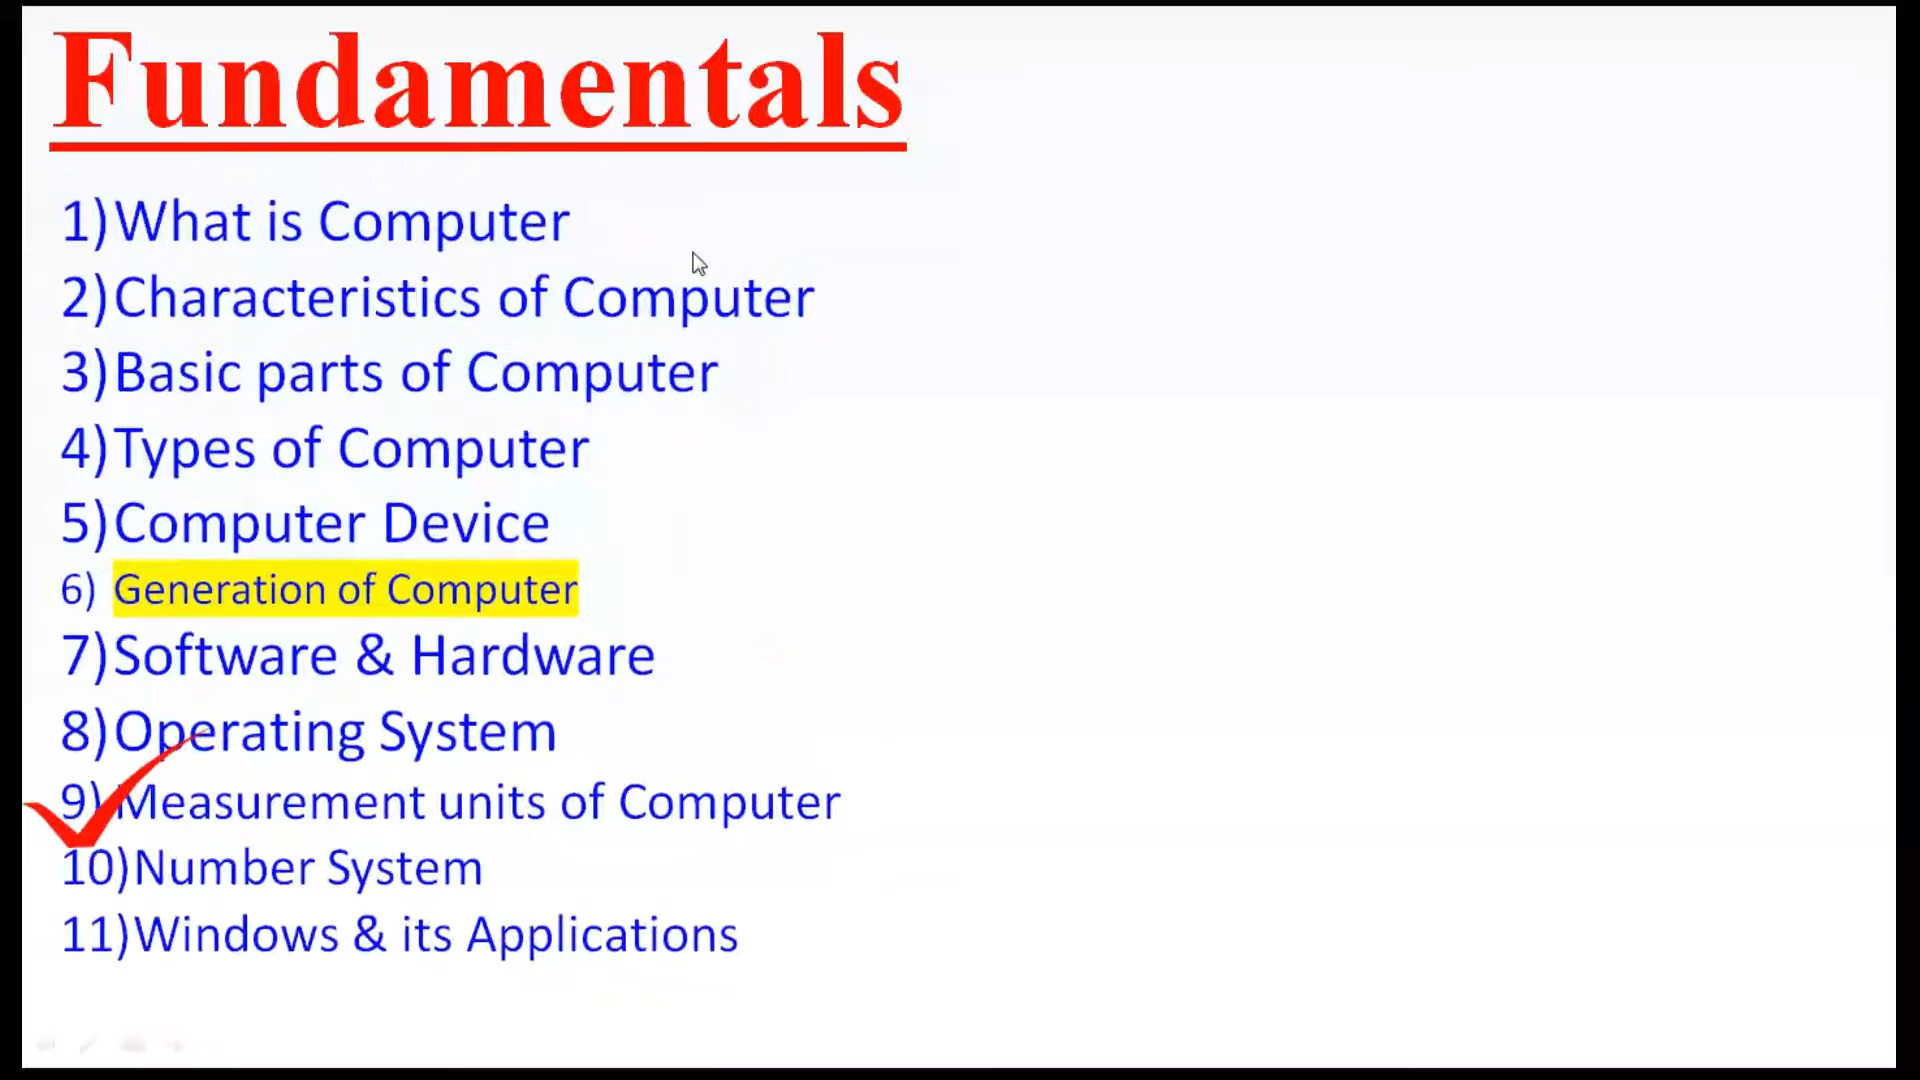 Fundamentals
1) What is Computer
2) Characteristics of Computer
3) Basic parts of Computer
4) Types of Computer
5) Computer Device
6) Generation of Computer
7) Software & Hardware
8) Operating System
9) Measurement units of Computer
10) Number System
11) Windows & its Applications